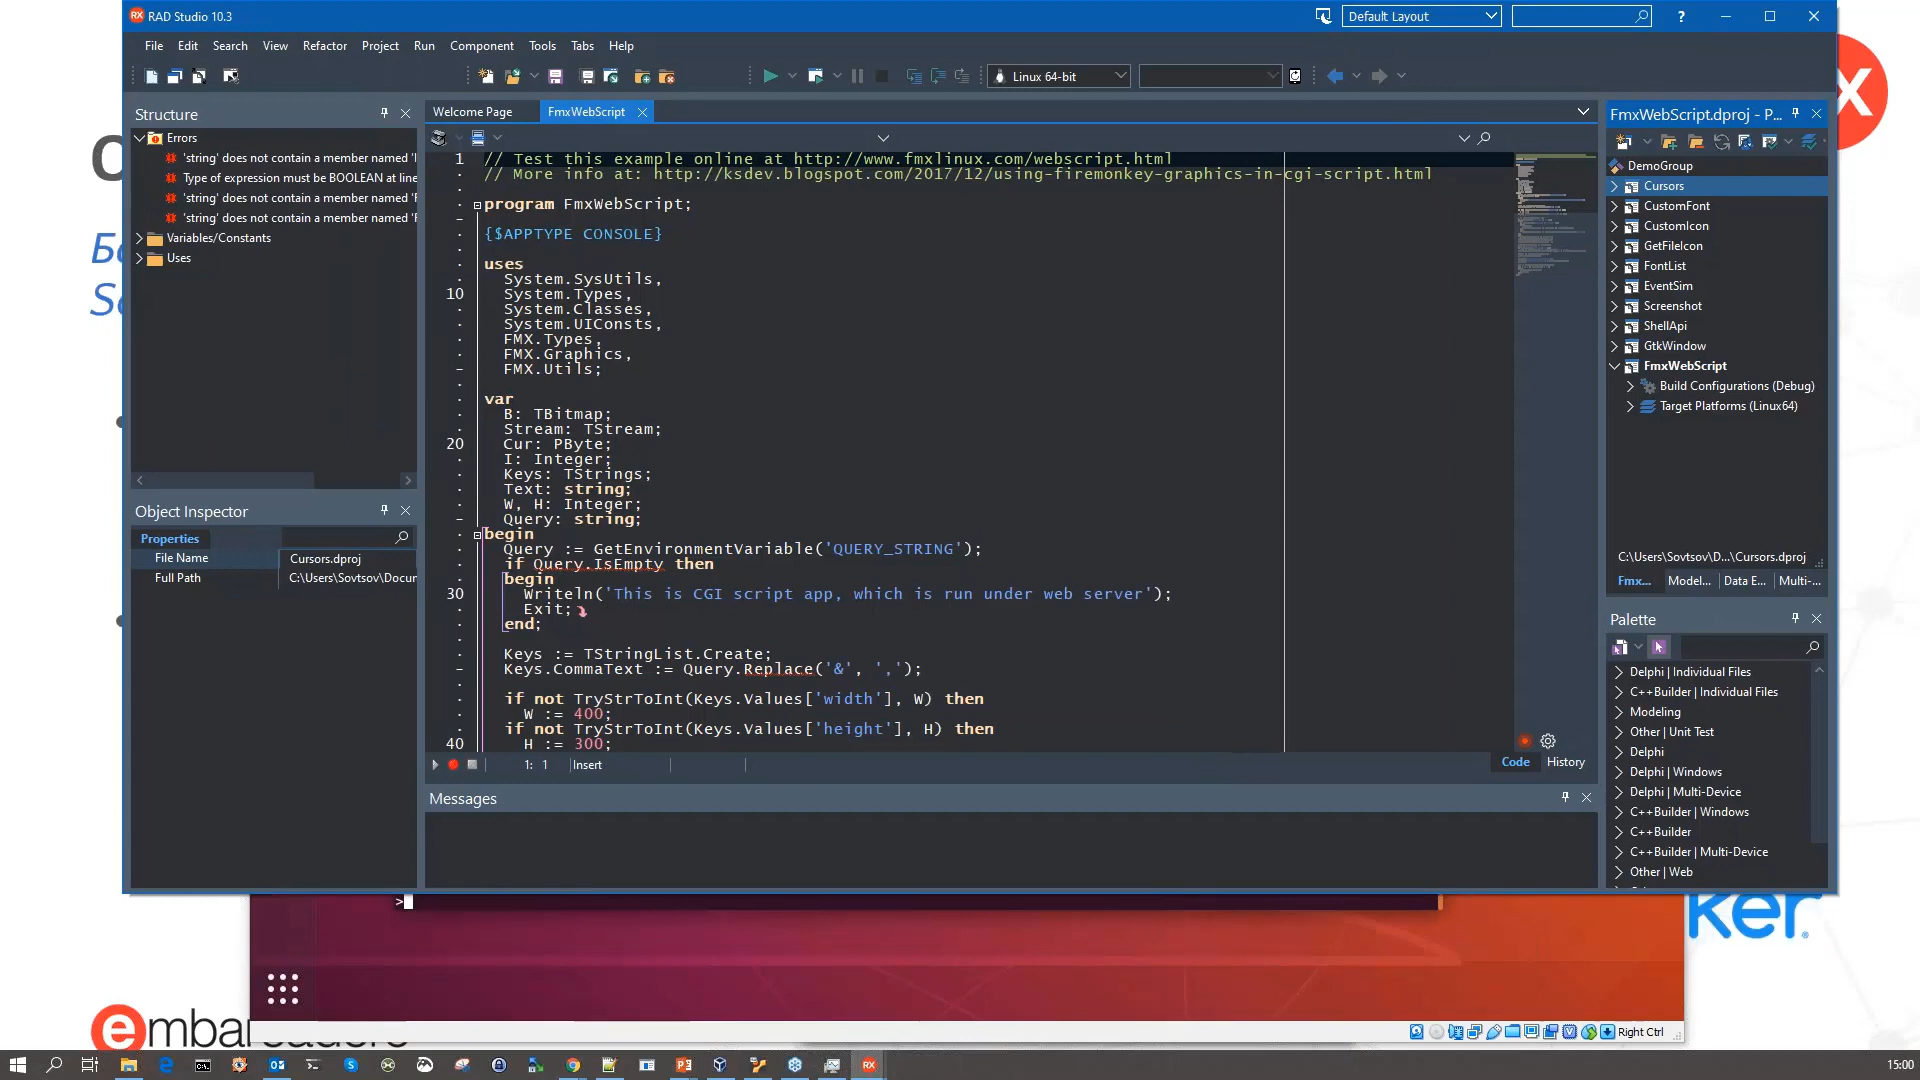 RAD Studio 10.3
Default Layout
?
File Edit Search View Refactor Project Run Component Tools Tabs Help
Linux 64-bit
Structure
Errors
'string' does not contain a member named 'I
Type of expression must be BOOLEAN at line
'string' does not contain a member named 'F
'string' does not contain a member named 'F
Variables/Constants
Uses
Object Inspector
Properties
File Name Cursors.dproj
Full Path C:\Users\Sovtsov\Docur
Welcome Page FmxWebScript
1 // Test this example online at http://www.fmxlinux.com/webscript.html
// More info at: http://ksdev.blogspot.com/2017/12/using-firemonkey-graphics-in-cgi-script.html
program FmxWebScript;
{$APPTYPE CONSOLE}
uses
System.SysUtils,
10 System.Types,
System.Classes,
System.UIConsts,
FMX.Types,
FMX.Graphics,
FMX.Utils;
var
B: TBitmap;
Stream: TStream;
20 Cur: PByte;
I: Integer;
Keys: TStrings;
Text: string;
W, H: Integer;
Query: string;
begin
Query := GetEnvironmentVariable('QUERY_STRING');
if Query.IsEmpty then
begin
30 Writeln('This is CGI script app, which is run under web server');
Exit;
end;
Keys := TStringList.Create;
Keys.CommaText := Query.Replace('&', ',');
if not TryStrToInt(Keys.Values['width'], W) then
W := 400;
if not TryStrToInt(Keys.Values['height'], H) then
40 H := 300;
1: 1 Insert
Code History
Messages
FmxWebScript.dproj - P...
DemoGroup
Cursors
CustomFont
CustomIcon
GetFileIcon
FontList
EventSim
Screenshot
ShellApi
GtkWindow
FmxWebScript
Build Configurations (Debug)
Target Platforms (Linux64)
C:\Users\Sovtsov\D...\Cursors.dproj
Fmx... Model... Data E... Multi-...
Palette
Delphi | Individual Files
C++Builder | Individual Files
Modeling
Other | Unit Test
Delphi
Delphi | Windows
Delphi | Multi-Device
C++Builder | Windows
C++Builder
C++Builder | Multi-Device
Other | Web
>
ker
Right Ctrl
embarcadero
15:00